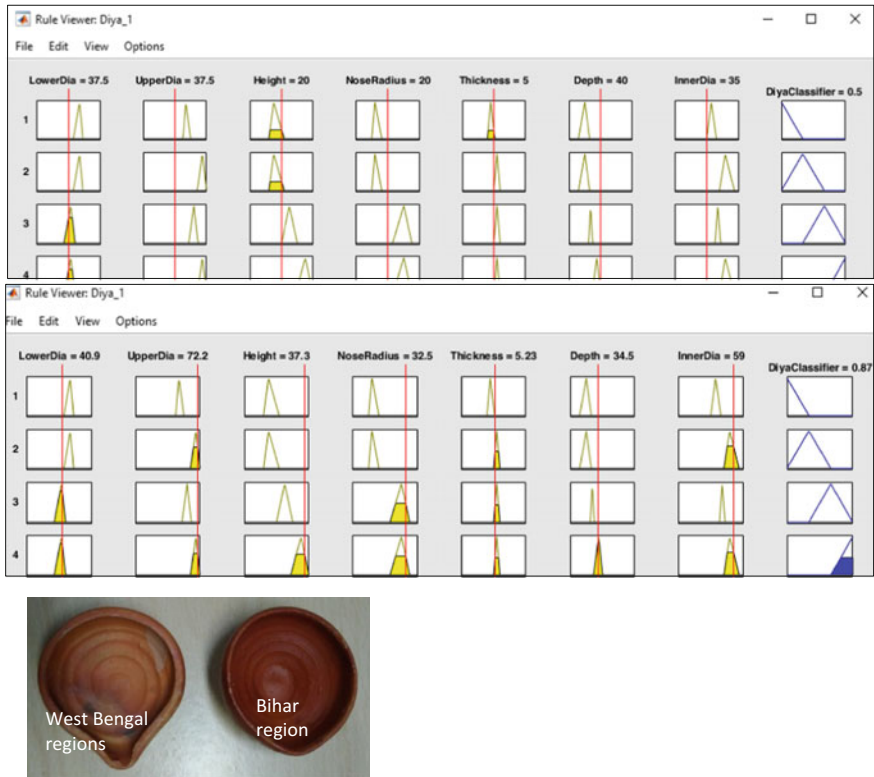 Rule Viewer: Diya_1
File Edit View Options
LowerDia = 37.5 UpperDia = 37.5 Height = 20 NoseRadius = 20 Thickness = 5 Depth = 40 InnerDia = 35
DiyaClassifier = 0.5
1
2
3
4
Rule Viewer: Diya_1
File Edit View Options
LowerDia = 40.9 UpperDia = 72.2 Height = 37.3 NoseRadius = 32.5 Thickness = 5.23 Depth = 34.5 InnerDia = 59
DiyaClassifier = 0.87
1
2
3
4
West Bengal
regions
Bihar
region